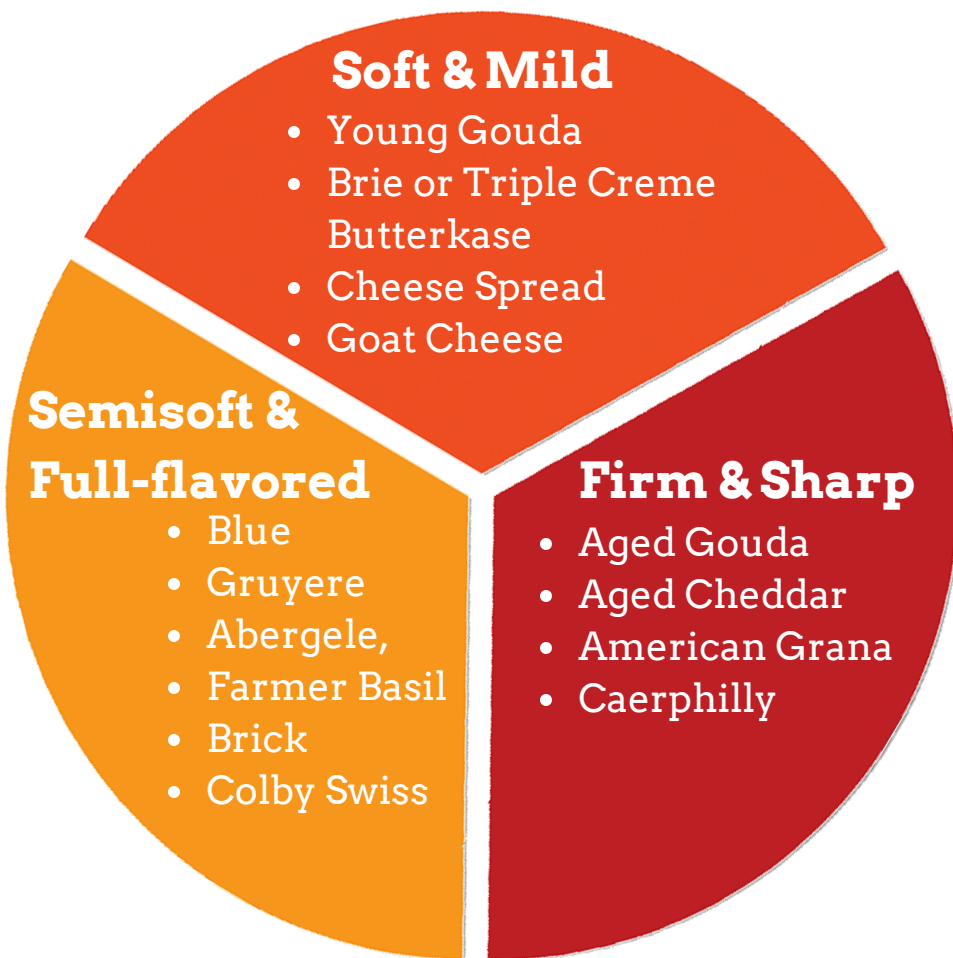 Soft & Mild
• Young Gouda
• Brie or Triple Creme
Butterkase
• Cheese Spread
• Goat Cheese
Semisoft &
Full-flavored
• Blue
• Gruyere
• Abergele,
• Farmer Basil
• Brick
• Colby Swiss
Firm & Sharp
• Aged Gouda
• Aged Cheddar
• American Grana
• Caerphilly